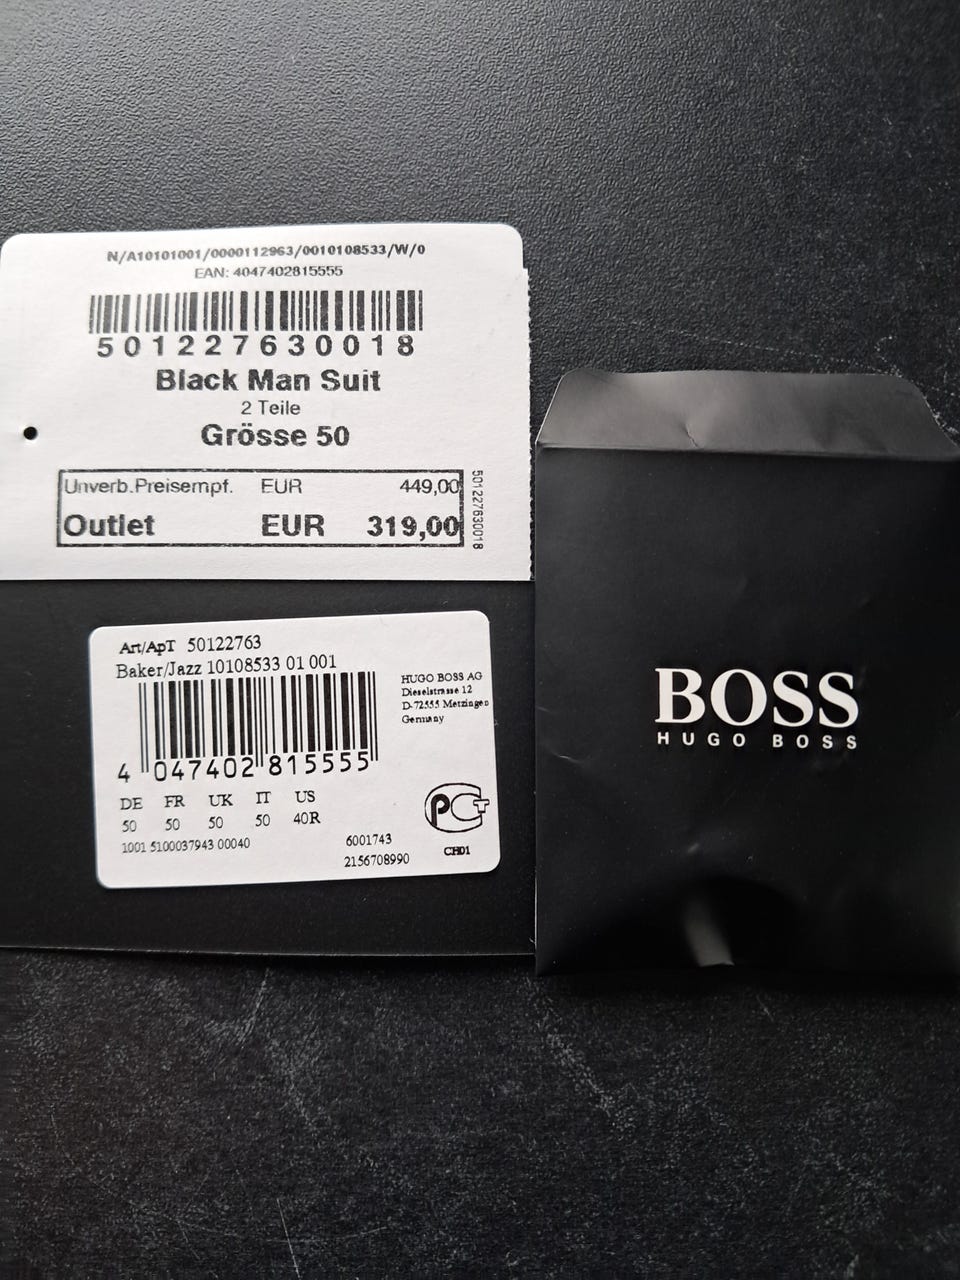 N/A10101001/0000112963/0010108533/W/0
EAN: 4047402815555
501227630018
Black Man Suit
2 Teile
Grösse 50
Unverb.Preisempf. EUR 449,00
Outlet EUR 319,00
501227630018
Art/ApT 50122763
Baker/Jazz 10108533 01 001
HUGO BOSS AG
Dieselstrasse 12
D-72555 Metzingen
Germany
4 047402 815555
DE FR UK IT US
50 50 50 50 40R
1001 5100037943 00040
6001743
2156708990
PCT
CH01
BOSS
HUGO BOSS